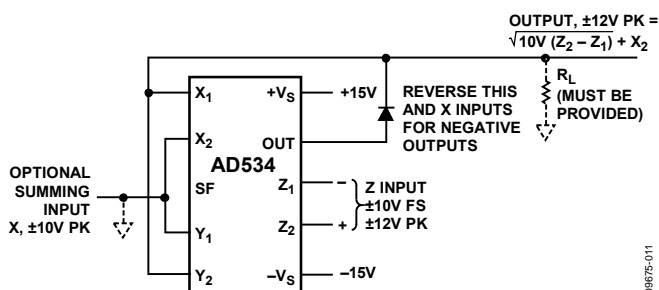 OUTPUT, ±12V PK =
√10V (Z2 – Z1) + X2
X1
+VS
+15V
REVERSE THIS
AND X INPUTS
FOR NEGATIVE
OUTPUTS
RL
(MUST BE
PROVIDED)
X2
OUT
AD534
OPTIONAL
SUMMING
INPUT
X, ±10V PK
SF
Z1
–
Z INPUT
±10V FS
±12V PK
Y1
Z2
+
Y2
–VS
–15V
09675-011